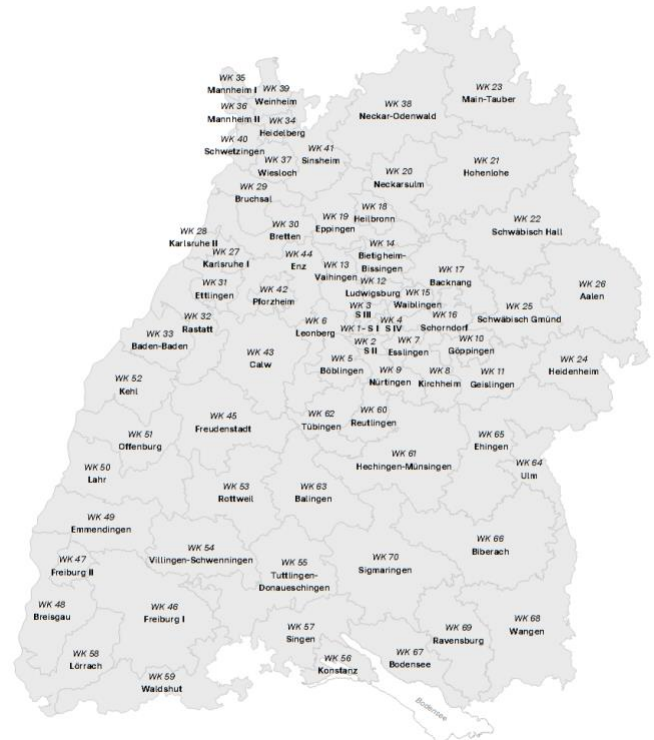 WK 35
Mannheim I
WK 39
Weinheim
WK 23
Main-Tauber
WK 36
Mannheim II
WK 38
Neckar-Odenwald
WK 34
Heidelberg
WK 40
Schwetzingen
WK 41
Sinsheim
WK 37
Wiesloch
WK 21
Hohenlohe
WK 20
Neckarsulm
WK 29
Bruchsal
WK 18
Heilbronn
WK 19
Eppingen
WK 22
Schwäbisch Hall
WK 30
Bretten
WK 28
Karlsruhe II
WK 14
Bietigheim-
Bissingen
WK 27
Karlsruhe I
WK 44
Enz
WK 13
Vaihingen
WK 17
Backnang
WK 12
Ludwigsburg
WK 26
Aalen
WK 31
Ettlingen
WK 42
Pforzheim
WK 15
Waiblingen
WK 3
S III
WK 25
Schwäbisch Gmünd
WK 32
Rastatt
WK 6
Leonberg
WK 1- S I
WK 4
S IV
WK 16
Schorndorf
WK 33
Baden-Baden
WK 2
S II
WK 7
Esslingen
WK 10
Göppingen
WK 43
Calw
WK 5
Böblingen
WK 24
Heidenheim
WK 9
Nürtingen
WK 8
Kirchheim
WK 11
Geislingen
WK 52
Kehl
WK 45
Freudenstadt
WK 62
Tübingen
WK 60
Reutlingen
WK 51
Offenburg
WK 65
Ehingen
WK 61
Hechingen-Münsingen
WK 64
Ulm
WK 50
Lahr
WK 53
Rottweil
WK 63
Balingen
WK 49
Emmendingen
WK 66
Biberach
WK 54
Villingen-Schwenningen
WK 47
Freiburg II
WK 55
Tuttlingen-
Donaueschingen
WK 70
Sigmaringen
WK 48
Breisgau
WK 46
Freiburg I
WK 57
Singen
WK 69
Ravensburg
WK 68
Wangen
WK 58
Lörrach
WK 56
Konstanz
WK 67
Bodensee
WK 59
Waldshut
Bodensee